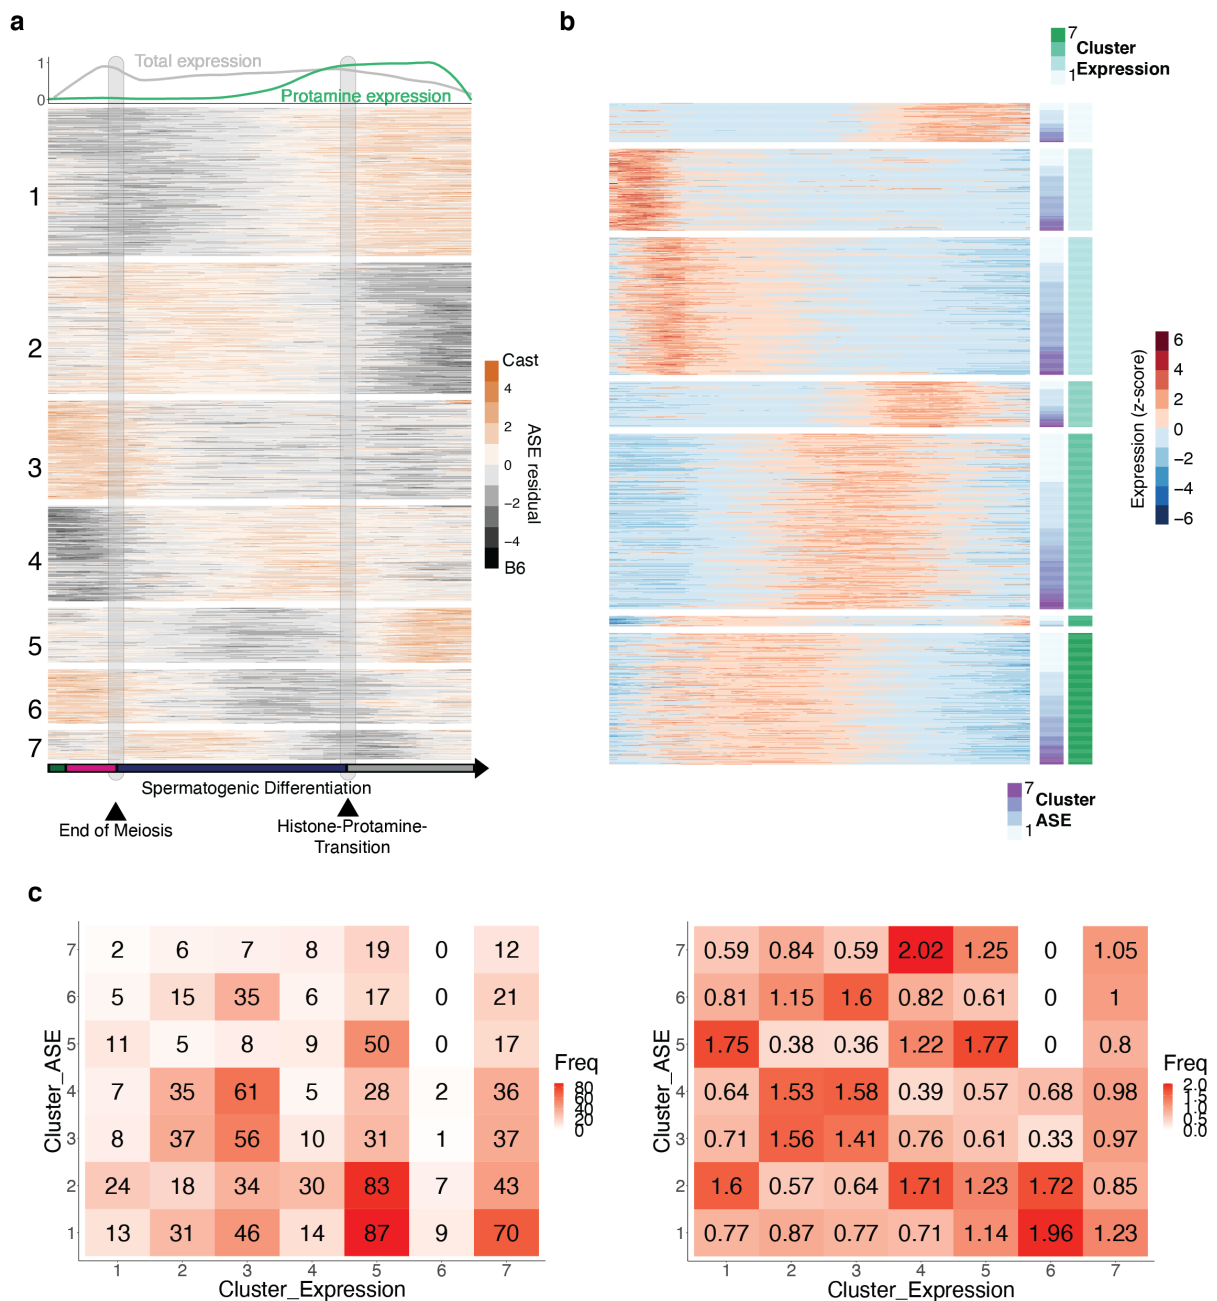 a
Total expression
Protamine expression
1
0
1
2
3
4
5
6
7
Cast
4
2
0
−2
−4
B6
ASE residual
Spermatogenic Differentiation
End of Meiosis
Histone-Protamine-
Transition
b
7
Cluster
1 Expression
Expression (z-score)
6
4
2
0
−2
−4
−6
7
Cluster
ASE
1
c
Cluster_ASE
7 2 6 7 8 19 0 12
6 5 15 35 6 17 0 21
5 11 5 8 9 50 0 17
4 7 35 61 5 28 2 36
3 8 37 56 10 31 1 37
2 24 18 34 30 83 7 43
1 13 31 46 14 87 9 70
1 2 3 4 5 6 7
Cluster_Expression
Freq
80
60
40
20
0
Cluster_ASE
7 0.59 0.84 0.59 2.02 1.25 0 1.05
6 0.81 1.15 1.6 0.82 0.61 0 1
5 1.75 0.38 0.36 1.22 1.77 0 0.8
4 0.64 1.53 1.58 0.39 0.57 0.68 0.98
3 0.71 1.56 1.41 0.76 0.61 0.33 0.97
2 1.6 0.57 0.64 1.71 1.23 1.72 0.85
1 0.77 0.87 0.77 0.71 1.14 1.96 1.23
1 2 3 4 5 6 7
Cluster_Expression
Freq
2.0
1.5
1.0
0.5
0.0